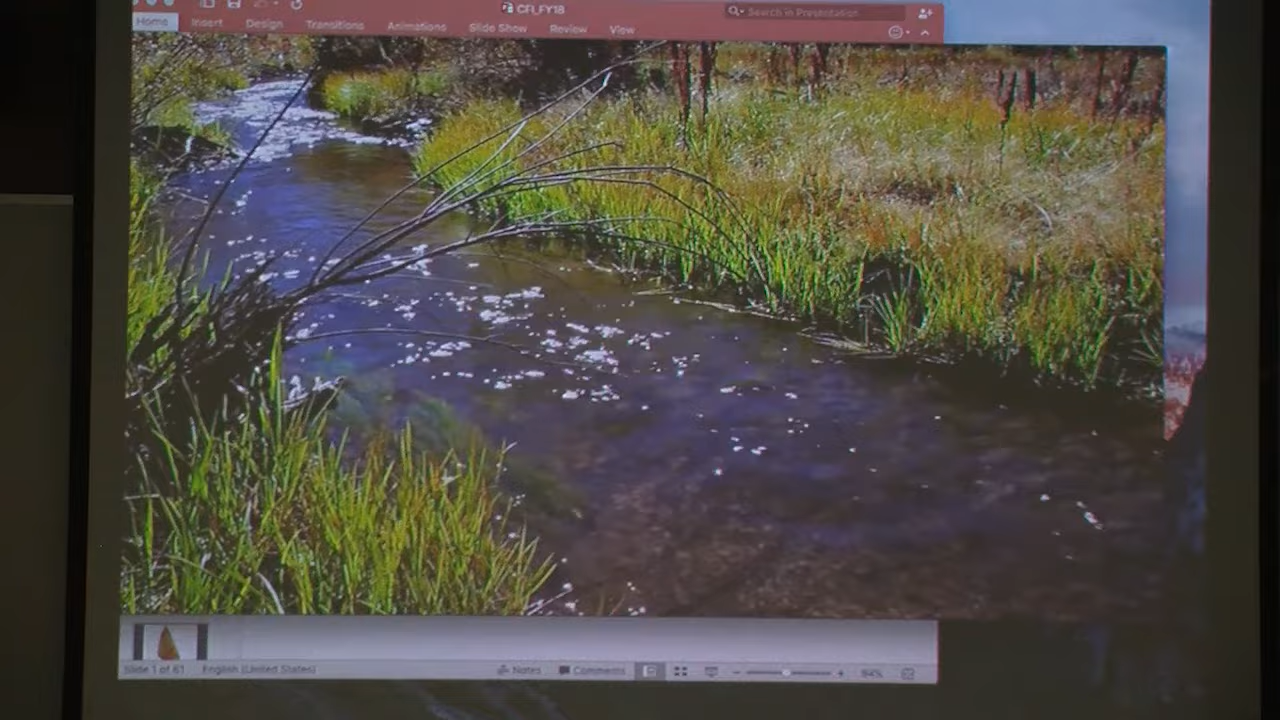 CFI_FY18
Search in Presentation
Home Insert Design Transitions Animations Slide Show Review View
Slide 1 of 61 English (United States) Notes Comments 94%